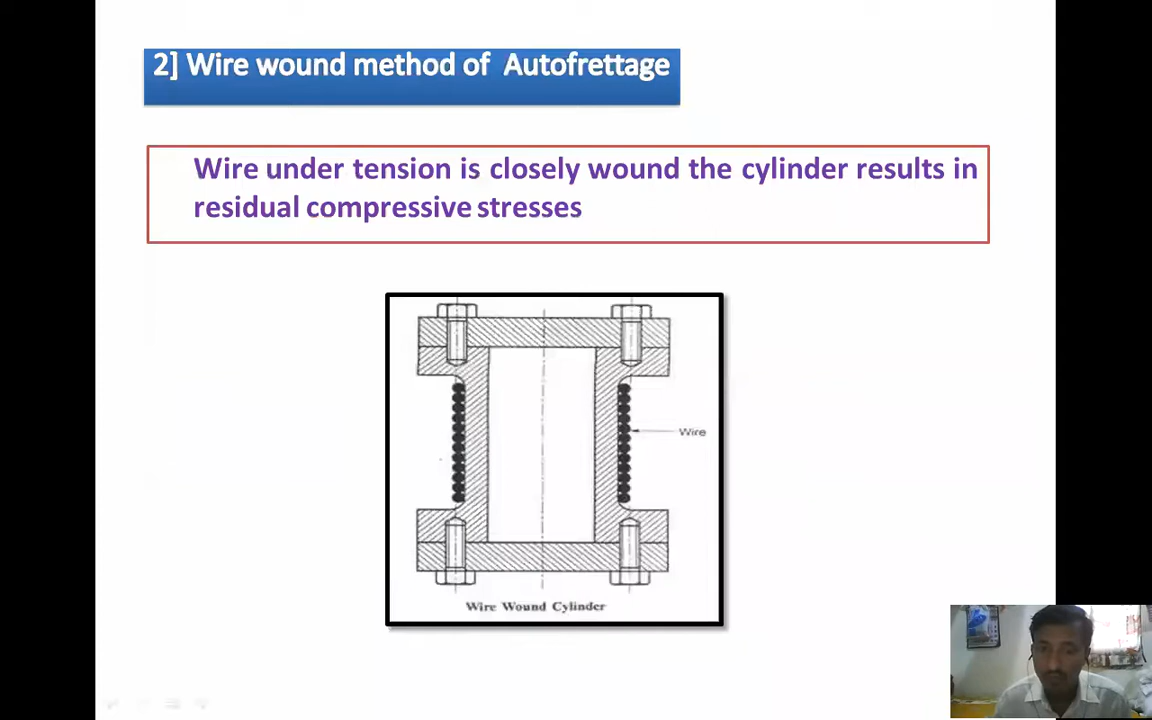 2] Wire wound method of Autofrettage
Wire under tension is closely wound the cylinder results in
residual compressive stresses
Wire
Wire Wound Cylinder